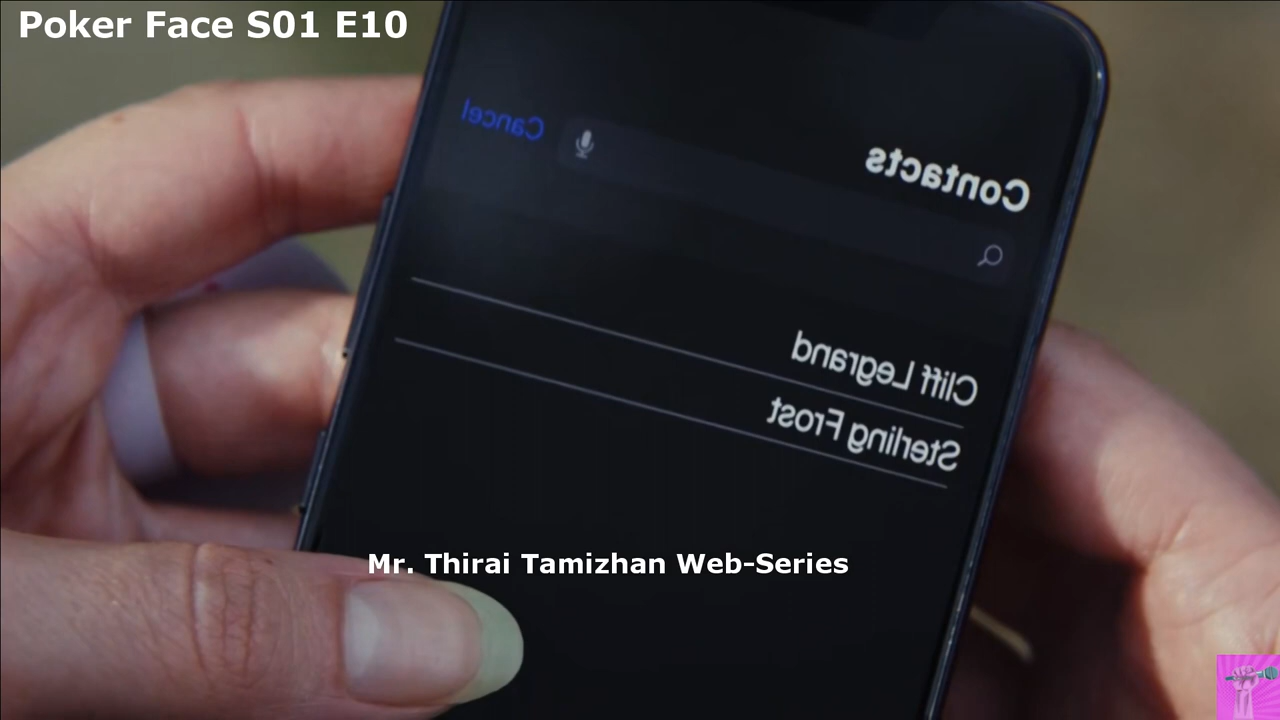 Poker Face S01 E10
Cancel
Contacts
Cliff Legrand
Sterling Frost
Mr. Thirai Tamizhan Web-Series